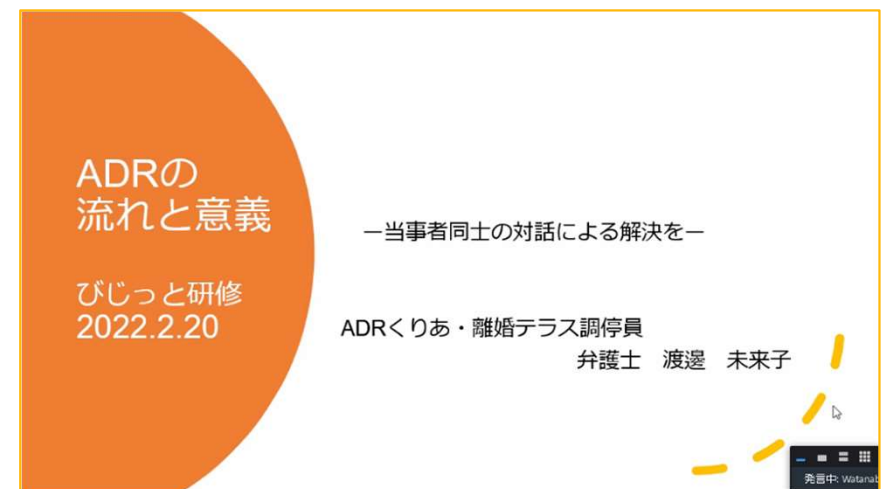 ADRの
流れと意義
びじっと研修
2022.2.20
ー当事者同士の対話による解決をー
ADRくりあ・離婚テラス調停員
弁護士　渡邊　未来子
発言中: Watanab